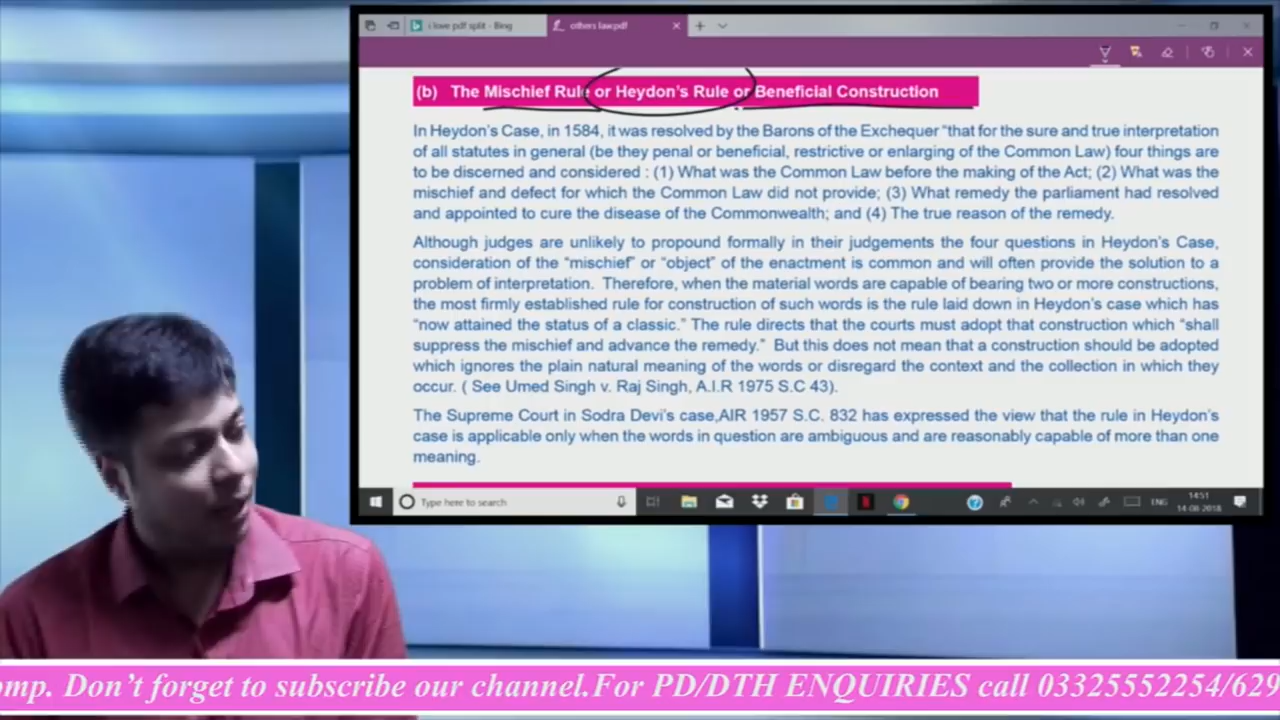 i love pdf split - Bing
others law.pdf
(b) The Mischief Rule or Heydon's Rule or Beneficial Construction
In Heydon's Case, in 1584, it was resolved by the Barons of the Exchequer "that for the sure and true interpretation
of all statutes in general (be they penal or beneficial, restrictive or enlarging of the Common Law) four things are
to be discerned and considered : (1) What was the Common Law before the making of the Act; (2) What was the
mischief and defect for which the Common Law did not provide; (3) What remedy the parliament had resolved
and appointed to cure the disease of the Commonwealth; and (4) The true reason of the remedy.
Although judges are unlikely to propound formally in their judgements the four questions in Heydon's Case,
consideration of the "mischief" or "object" of the enactment is common and will often provide the solution to a
problem of interpretation. Therefore, when the material words are capable of bearing two or more constructions,
the most firmly established rule for construction of such words is the rule laid down in Heydon's case which has
"now attained the status of a classic." The rule directs that the courts must adopt that construction which "shall
suppress the mischief and advance the remedy." But this does not mean that a construction should be adopted
which ignores the plain natural meaning of the words or disregard the context and the collection in which they
occur. ( See Umed Singh v. Raj Singh, A.I.R 1975 S.C 43).
The Supreme Court in Sodra Devi's case,AIR 1957 S.C. 832 has expressed the view that the rule in Heydon's
case is applicable only when the words in question are ambiguous and are reasonably capable of more than one
meaning.
Type here to search
ENG
14:51
14-08-2018
omp. Don't forget to subscribe our channel.For PD/DTH ENQUIRIES call 03325552254/629